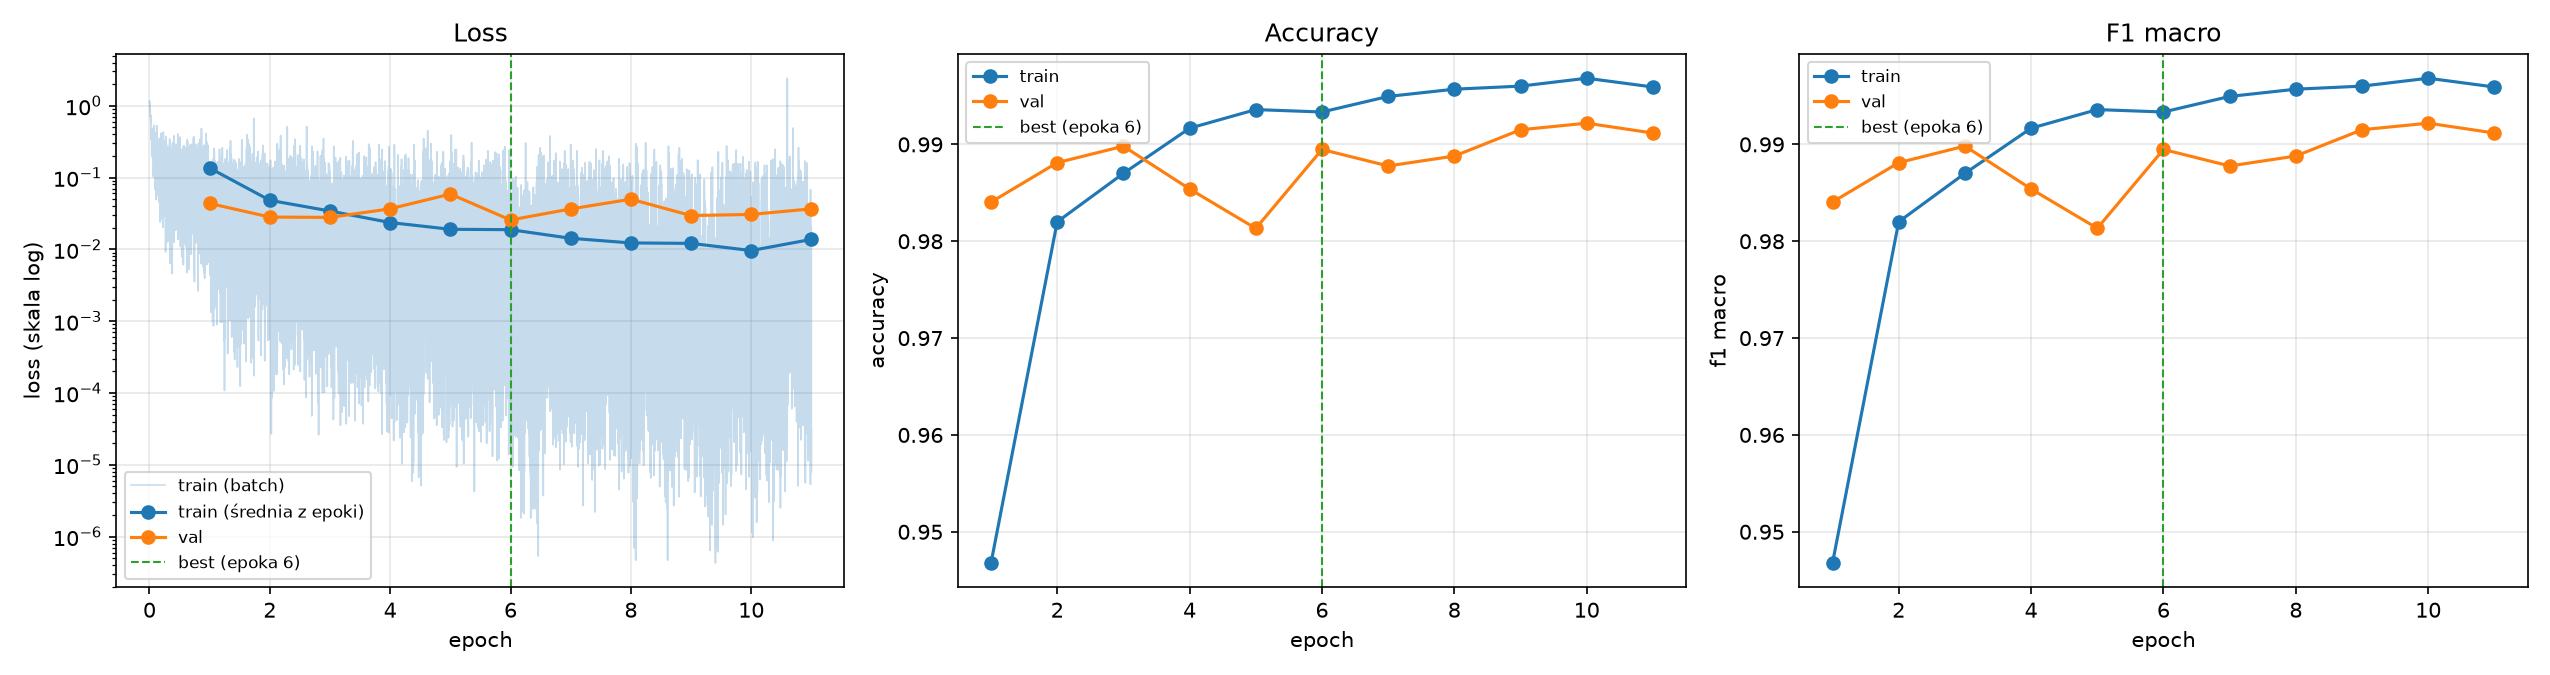 Loss
10⁰
10⁻¹
10⁻²
10⁻³
10⁻⁴
10⁻⁵
10⁻⁶
loss (skala log)
train (batch)
train (średnia z epoki)
val
best (epoka 6)
0 2 4 6 8 10
epoch
Accuracy
train
val
best (epoka 6)
0.99
0.98
0.97
0.96
0.95
accuracy
2 4 6 8 10
epoch
F1 macro
train
val
best (epoka 6)
0.99
0.98
0.97
0.96
0.95
f1 macro
2 4 6 8 10
epoch